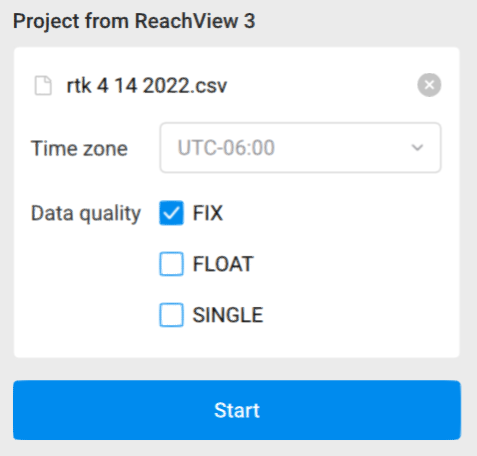 Project from ReachView 3
rtk 4 14 2022.csv
Time zone UTC-06:00
Data quality FIX
FLOAT
SINGLE
Start